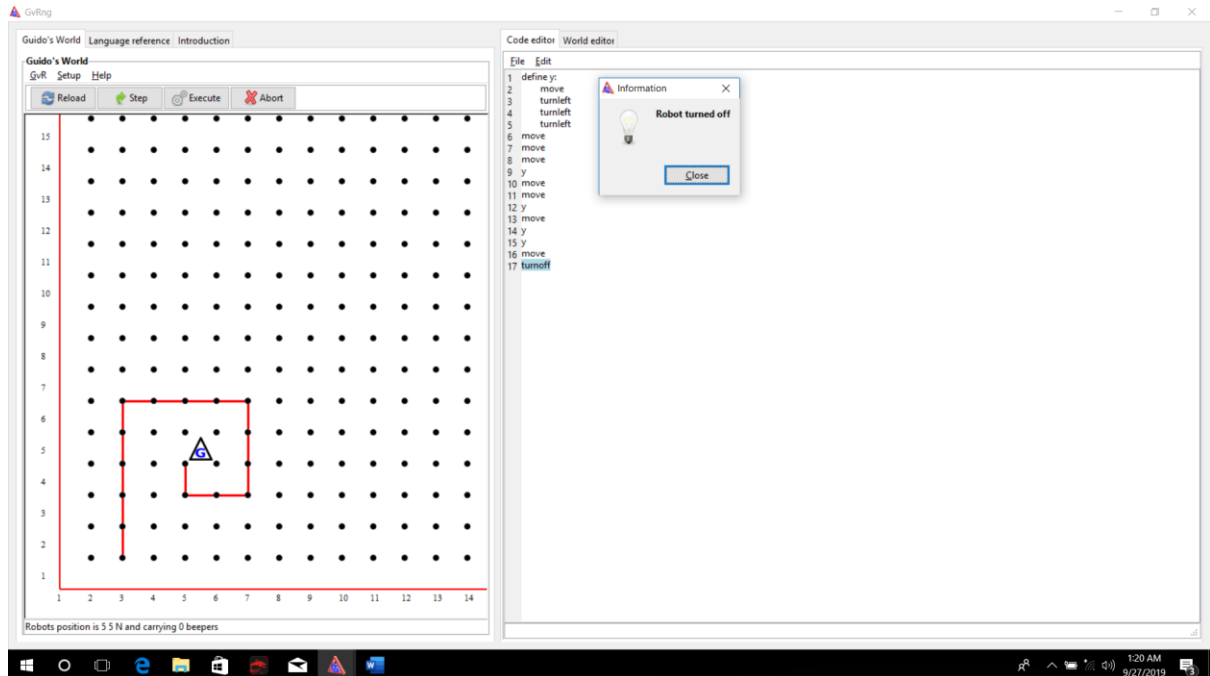 GvRng
Guido's World Language reference Introduction
Guido's World
GvR Setup Help
Reload Step Execute Abort
15
14
13
12
11
10
9
8
7
6
5
4
3
2
1
1 2 3 4 5 6 7 8 9 10 11 12 13 14
G
Robots position is 5 5 N and carrying 0 beepers
Code editor World editor
File Edit
1 define y:
2 move
3 turnleft
4 turnleft
5 turnleft
6 move
7 move
8 move
9 y
10 move
11 move
12 y
13 move
14 y
15 y
16 move
17 turnoff
Information
Robot turned off
Close
1:20 AM
9/27/2019
3